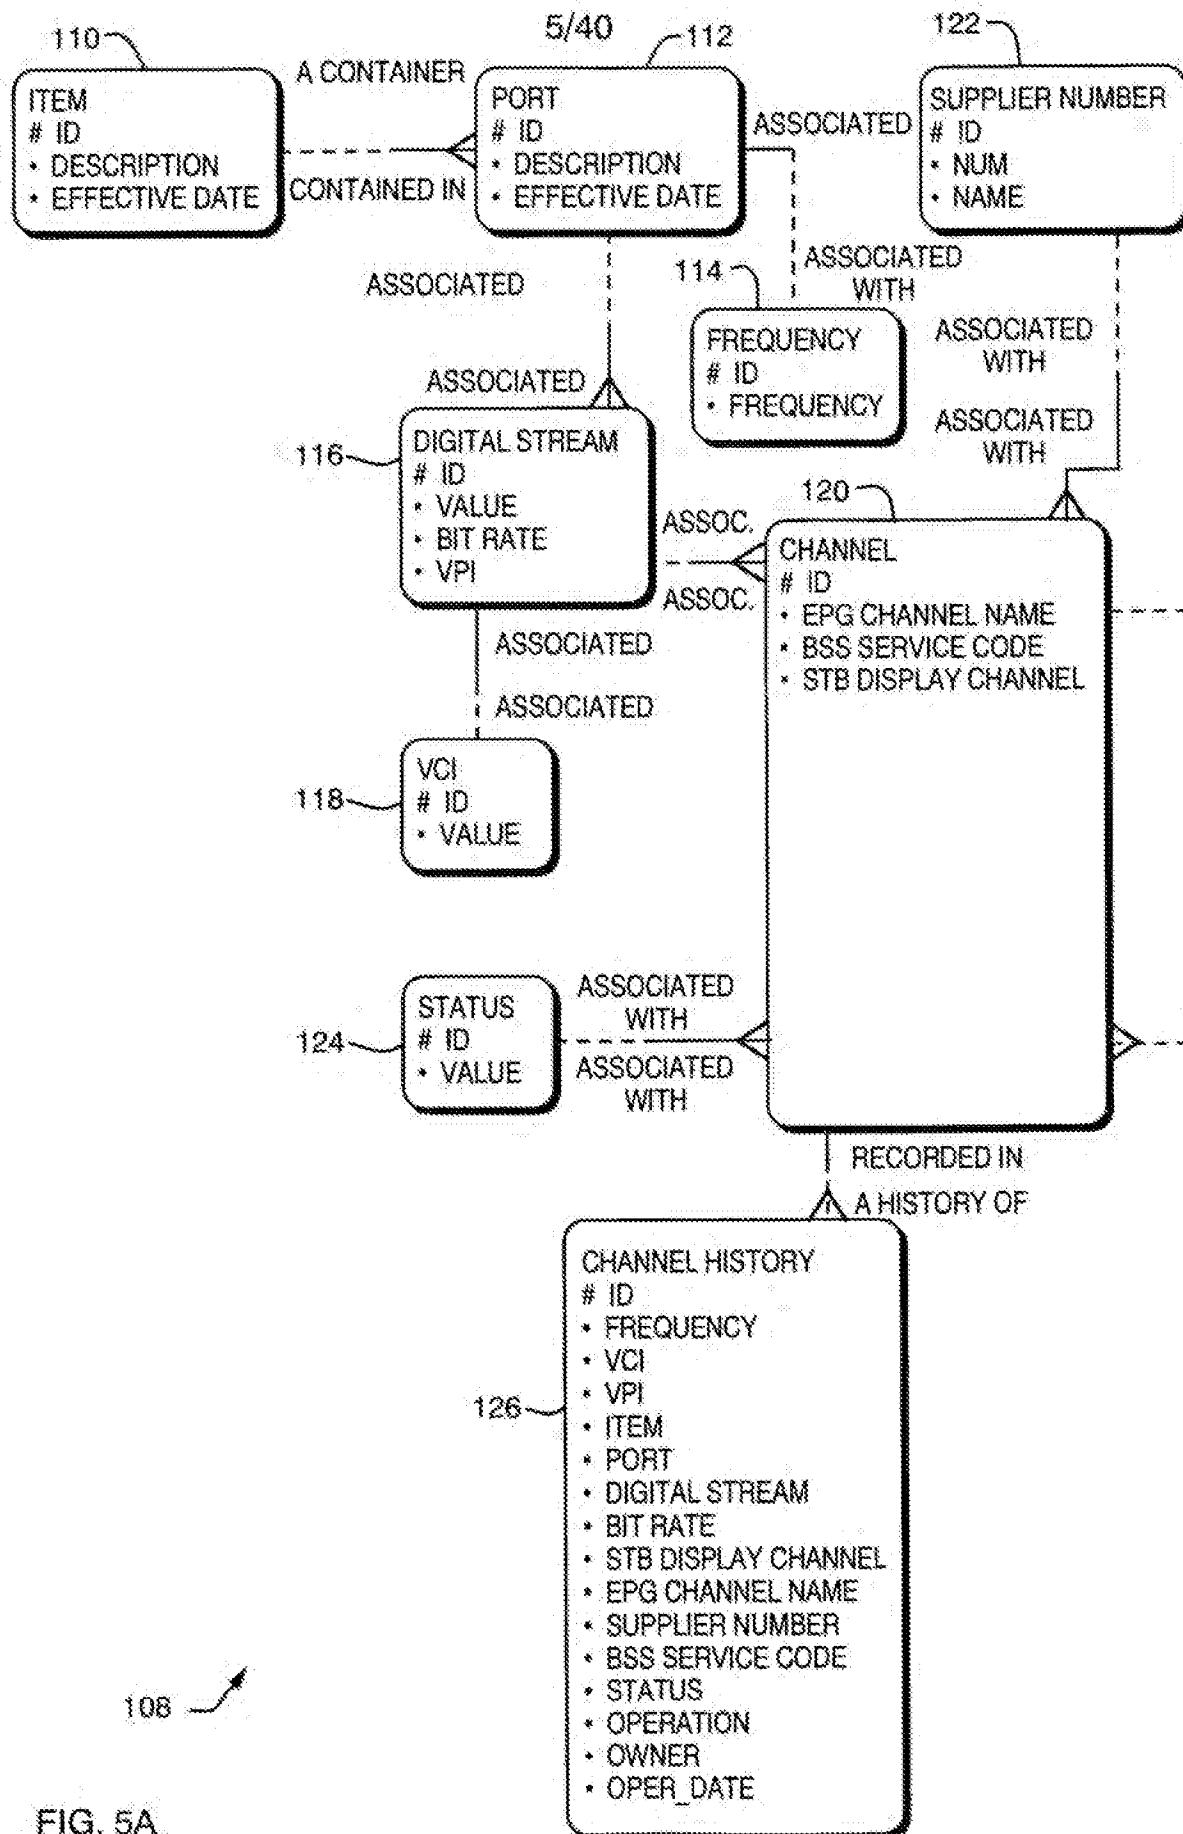 5/40
110
112
122
ITEM
# ID
* DESCRIPTION
* EFFECTIVE DATE
A CONTAINER
CONTAINED IN
PORT
# ID
* DESCRIPTION
* EFFECTIVE DATE
ASSOCIATED
SUPPLIER NUMBER
# ID
* NUM
* NAME
ASSOCIATED
ASSOCIATED
WITH
114
FREQUENCY
# ID
* FREQUENCY
ASSOCIATED
WITH
ASSOCIATED
ASSOCIATED
WITH
116
DIGITAL STREAM
# ID
* VALUE
* BIT RATE
* VPI
120
ASSOC.
ASSOC.
CHANNEL
# ID
* EPG CHANNEL NAME
* BSS SERVICE CODE
* STB DISPLAY CHANNEL
ASSOCIATED
ASSOCIATED
118
VCI
# ID
* VALUE
124
STATUS
# ID
* VALUE
ASSOCIATED
WITH
ASSOCIATED
WITH
RECORDED IN
A HISTORY OF
126
CHANNEL HISTORY
# ID
* FREQUENCY
* VCI
* VPI
* ITEM
* PORT
* DIGITAL STREAM
* BIT RATE
* STB DISPLAY CHANNEL
* EPG CHANNEL NAME
* SUPPLIER NUMBER
* BSS SERVICE CODE
* STATUS
* OPERATION
* OWNER
* OPER_DATE
108
FIG. 5A